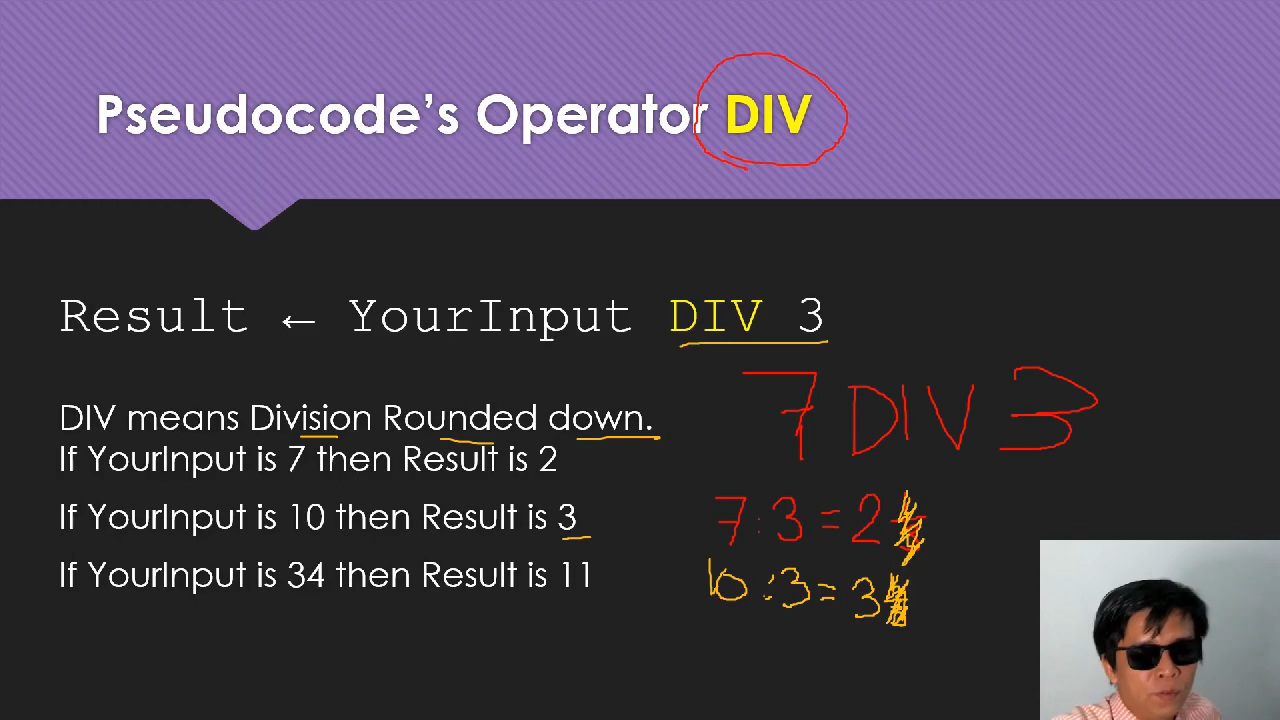 Pseudocode's Operator DIV
Result ← YourInput DIV 3
DIV means Division Rounded down.
If YourInput is 7 then Result is 2
If YourInput is 10 then Result is 3
If YourInput is 34 then Result is 11
7 DIV 3
7:3=2
10:3=3